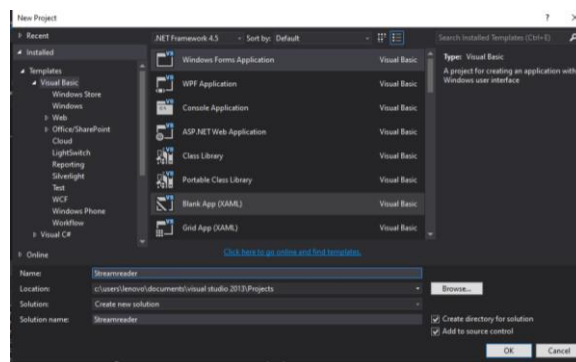 New Project
Recent
.NET Framework 4.5 Sort by: Default Search Installed Templates (Ctrl+E)
Installed
Templates
Visual Basic
Windows Store
Windows
Web
Office/SharePoint
Cloud
LightSwitch
Reporting
Silverlight
Test
WCF
Windows Phone
Workflow
Visual C#
Online
Windows Forms Application Visual Basic
WPF Application Visual Basic
Console Application Visual Basic
ASP.NET Web Application Visual Basic
Class Library Visual Basic
Portable Class Library Visual Basic
Blank App (XAML) Visual Basic
Grid App (XAML) Visual Basic
Click here to go online and find templates.
Type: Visual Basic
A project for creating an application with
Windows user interface
Name: Streamreader
Location: c:\users\lenovo\documents\visual studio 2013\Projects Browse...
Solution: Create new solution
Solution name: Streamreader
Create directory for solution
Add to source control
OK Cancel